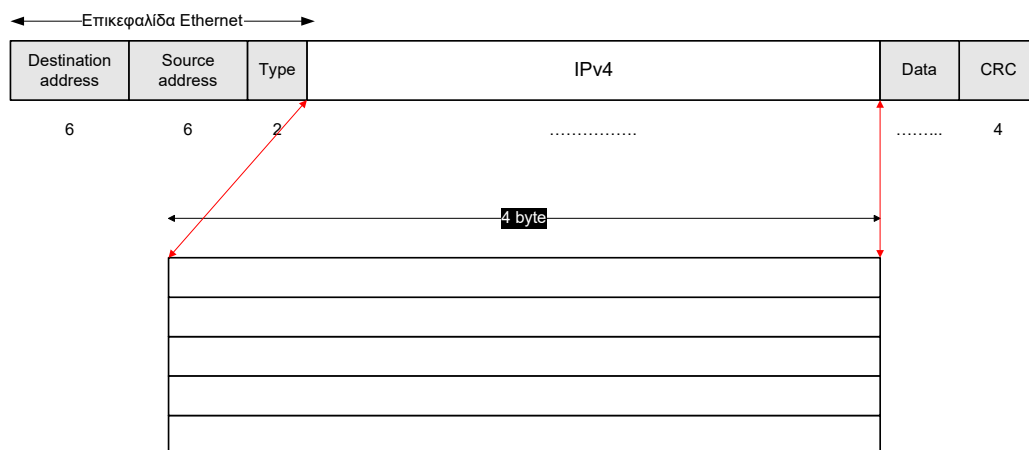 Επικεφαλίδα Ethernet
Destination address
Source address
Type
IPv4
Data
CRC
6
6
2
................
.........
4
4 byte